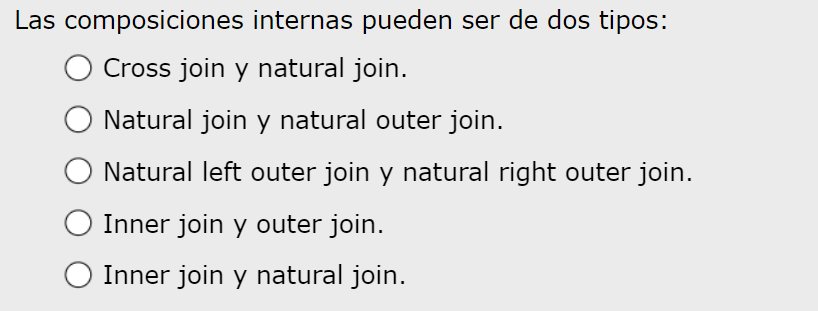 Las composiciones internas pueden ser de dos tipos:
Cross join y natural join.
Natural join y natural outer join.
Natural left outer join y natural right outer join.
Inner join y outer join.
Inner join y natural join.